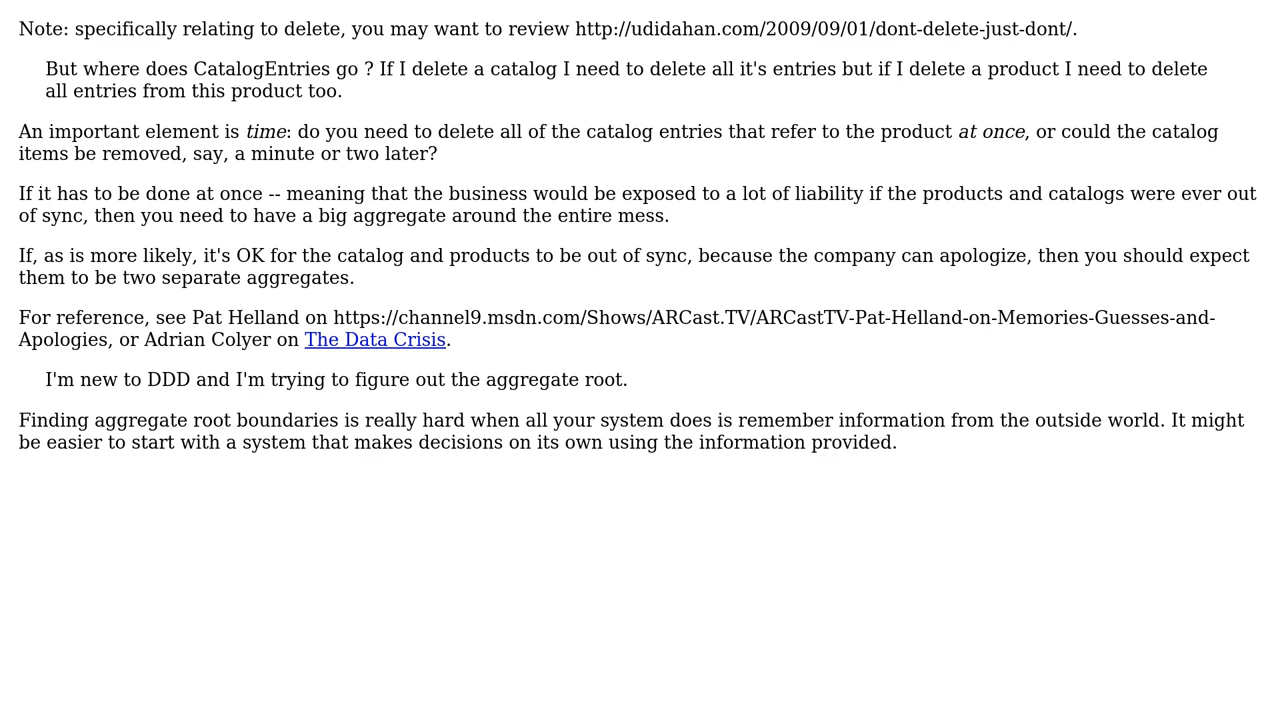 Note: specifically relating to delete, you may want to review http://udidahan.com/2009/09/01/dont-delete-just-dont/.
But where does CatalogEntries go ? If I delete a catalog I need to delete all it's entries but if I delete a product I need to delete
all entries from this product too.
An important element is time: do you need to delete all of the catalog entries that refer to the product at once, or could the catalog
items be removed, say, a minute or two later?
If it has to be done at once -- meaning that the business would be exposed to a lot of liability if the products and catalogs were ever out
of sync, then you need to have a big aggregate around the entire mess.
If, as is more likely, it's OK for the catalog and products to be out of sync, because the company can apologize, then you should expect
them to be two separate aggregates.
For reference, see Pat Helland on https://channel9.msdn.com/Shows/ARCast.TV/ARCastTV-Pat-Helland-on-Memories-Guesses-and-
Apologies, or Adrian Colyer on The Data Crisis.
I'm new to DDD and I'm trying to figure out the aggregate root.
Finding aggregate root boundaries is really hard when all your system does is remember information from the outside world. It might
be easier to start with a system that makes decisions on its own using the information provided.